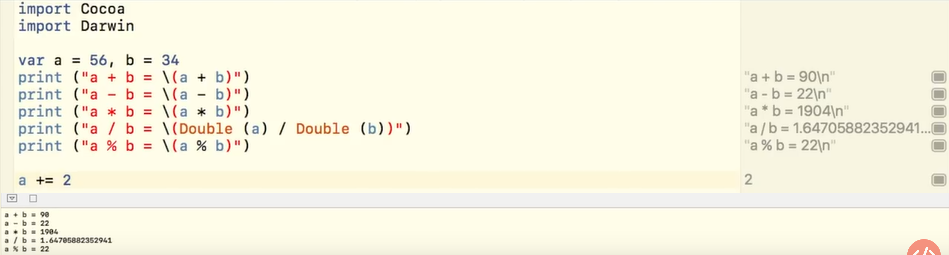 import Cocoa
import Darwin
var a = 56, b = 34
print ("a + b = \(a + b)")
print ("a - b = \(a - b)")
print ("a * b = \(a * b)")
print ("a / b = \(Double (a) / Double (b))")
print ("a % b = \(a % b)")
a += 2
"a + b = 90\n"
"a - b = 22\n"
"a * b = 1904\n"
"a / b = 1.64705882352941...
"a % b = 22\n"
2
a + b = 90
a - b = 22
a * b = 1904
a / b = 1.64705882352941
a % b = 22